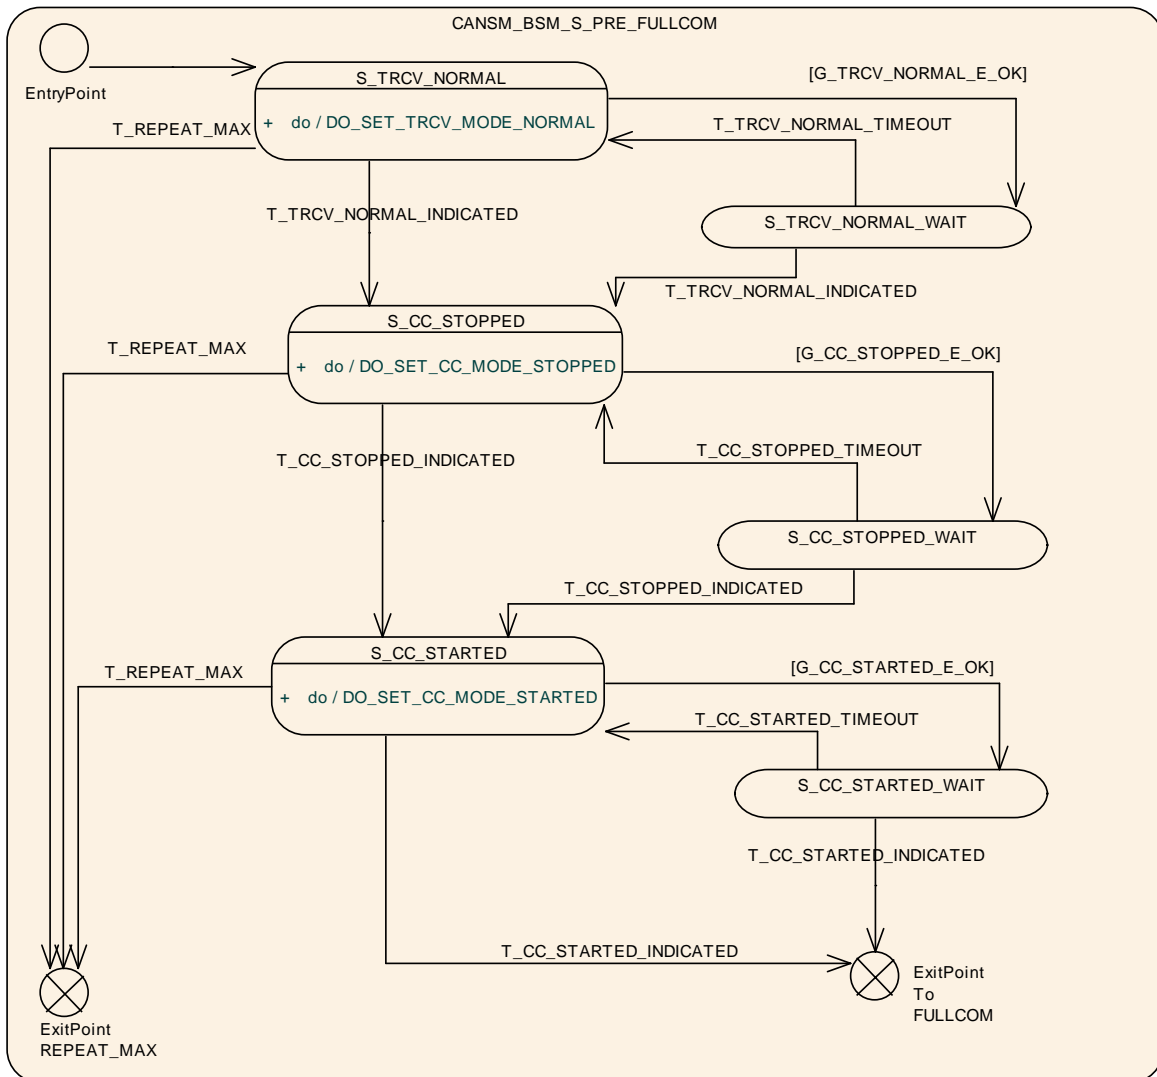 CANSM_BSM_S_PRE_FULLCOM
EntryPoint
S_TRCV_NORMAL
[G_TRCV_NORMAL_E_OK]
+ do / DO_SET_TRCV_MODE_NORMAL
T_REPEAT_MAX
T_TRCV_NORMAL_TIMEOUT
T_TRCV_NORMAL_INDICATED
S_TRCV_NORMAL_WAIT
T_TRCV_NORMAL_INDICATED
S_CC_STOPPED
T_REPEAT_MAX
[G_CC_STOPPED_E_OK]
+ do / DO_SET_CC_MODE_STOPPED
T_CC_STOPPED_INDICATED
T_CC_STOPPED_TIMEOUT
S_CC_STOPPED_WAIT
T_CC_STOPPED_INDICATED
S_CC_STARTED
T_REPEAT_MAX
[G_CC_STARTED_E_OK]
+ do / DO_SET_CC_MODE_STARTED
T_CC_STARTED_TIMEOUT
S_CC_STARTED_WAIT
T_CC_STARTED_INDICATED
T_CC_STARTED_INDICATED
ExitPoint
To
FULLCOM
ExitPoint
REPEAT_MAX